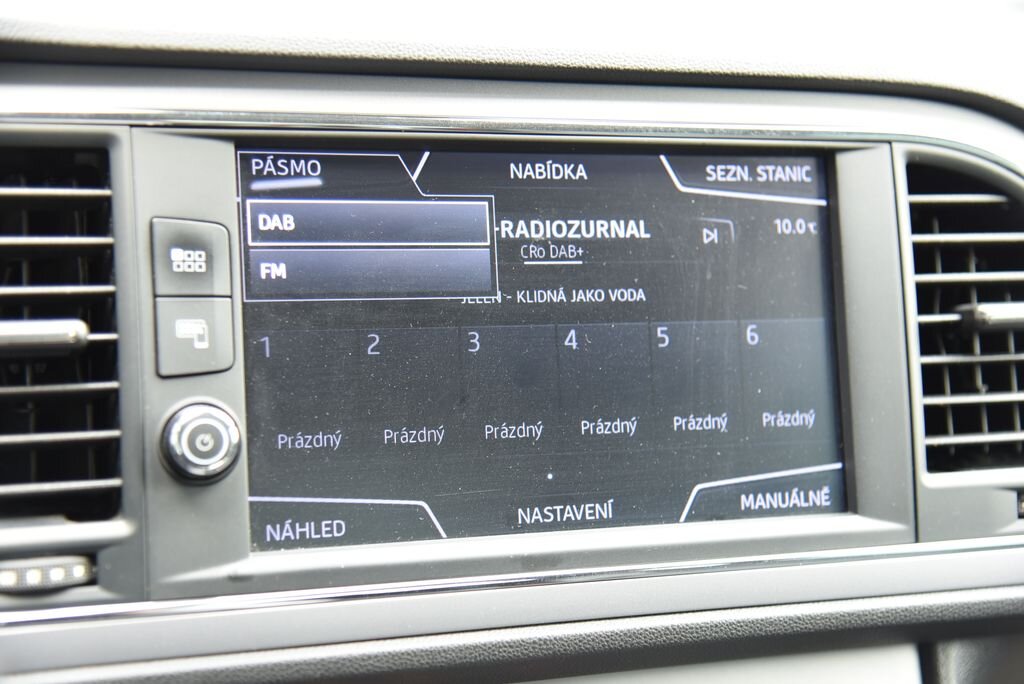 PÁSMO
NABÍDKA
SEZN. STANIC
DAB
FM
-RADIOZURNAL
10.0°C
CRo DAB+
JELEN - KLIDNÁ JAKO VODA
1 2 3 4 5 6
Prázdný Prázdný Prázdný Prázdný Prázdný Prázdný
NÁHLED
NASTAVENÍ
MANUÁLNĚ